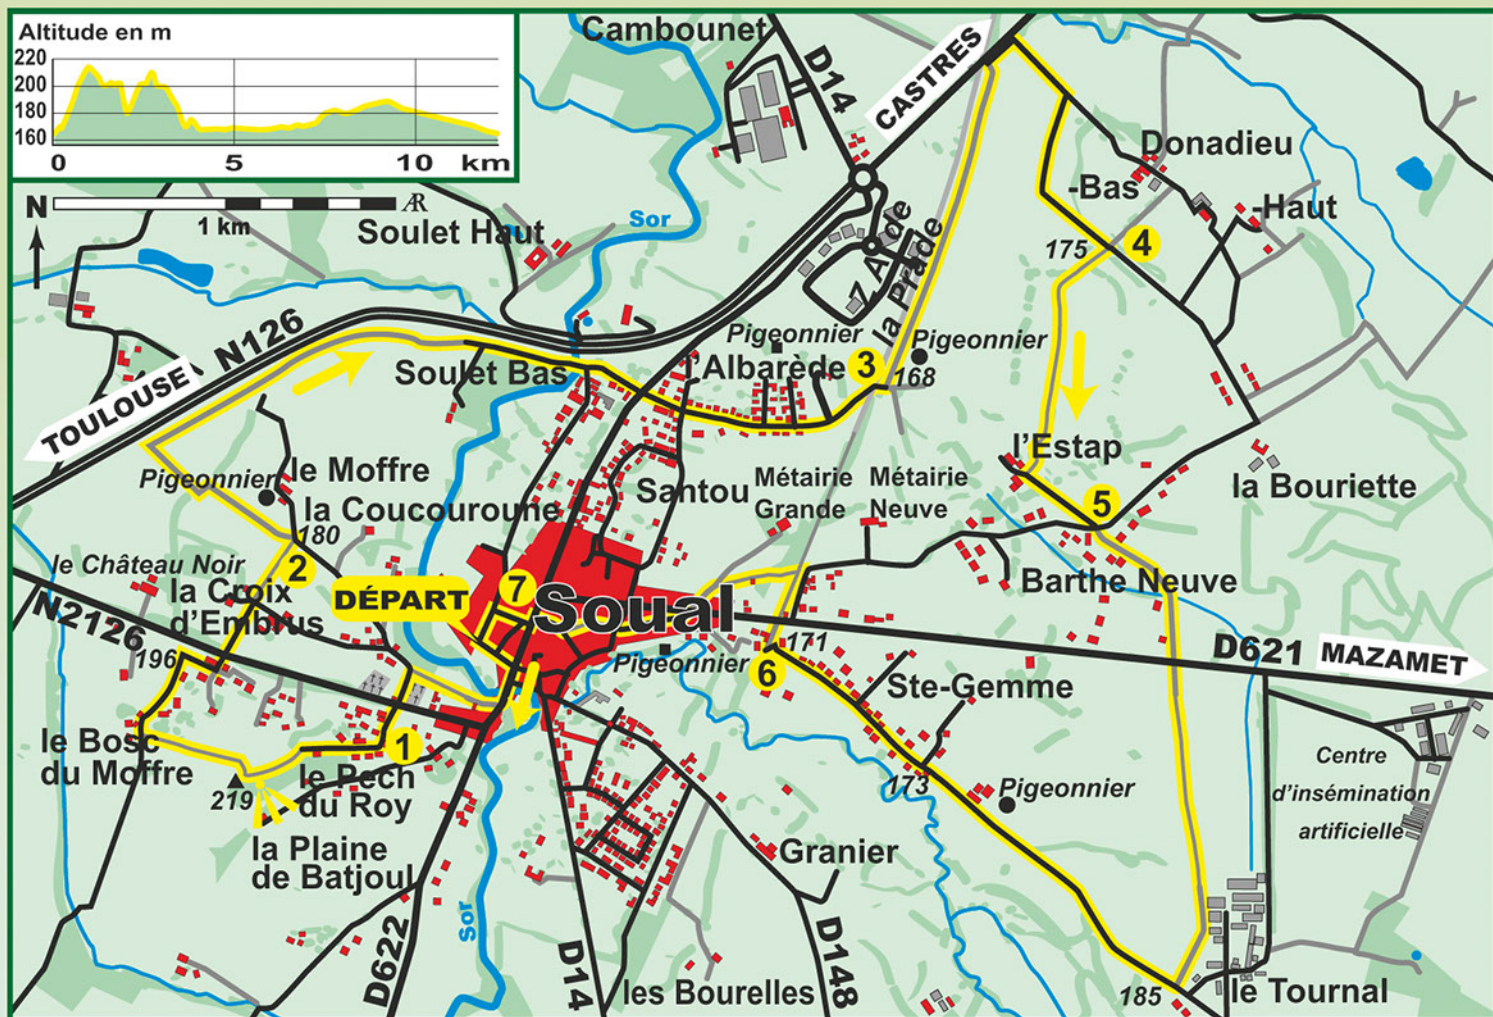 Altitude en m
220
200
180
160
0 5 10 km
N
1 km
Cambounet
D14
CASTRES
Donadieu
-Bas
-Haut
Soulet Haut
Sor
Z A de
la Prade
175
4
N126
TOULOUSE
Soulet Bas
Pigeonnier
l'Albarède
3
Pigeonnier
168
Pigeonnier
le Moffre
la Coucouroune
Santou
Métairie
Grande
Métairie
Neuve
l'Estap
5
la Bouriette
180
2
le Château Noir
la Croix
d'Embrus
DÉPART
7
Soual
Barthe Neuve
N2126
196
Pigeonnier
171
6
D621
MAZAMET
Ste-Gemme
le Bosc
du Moffre
1
le Pech
du Roy
219
la Plaine
de Batjoul
173
Pigeonnier
Centre
d'insémination
artificielle
Granier
Sor
D622
D14
les Bourelles
D148
185
le Tournal